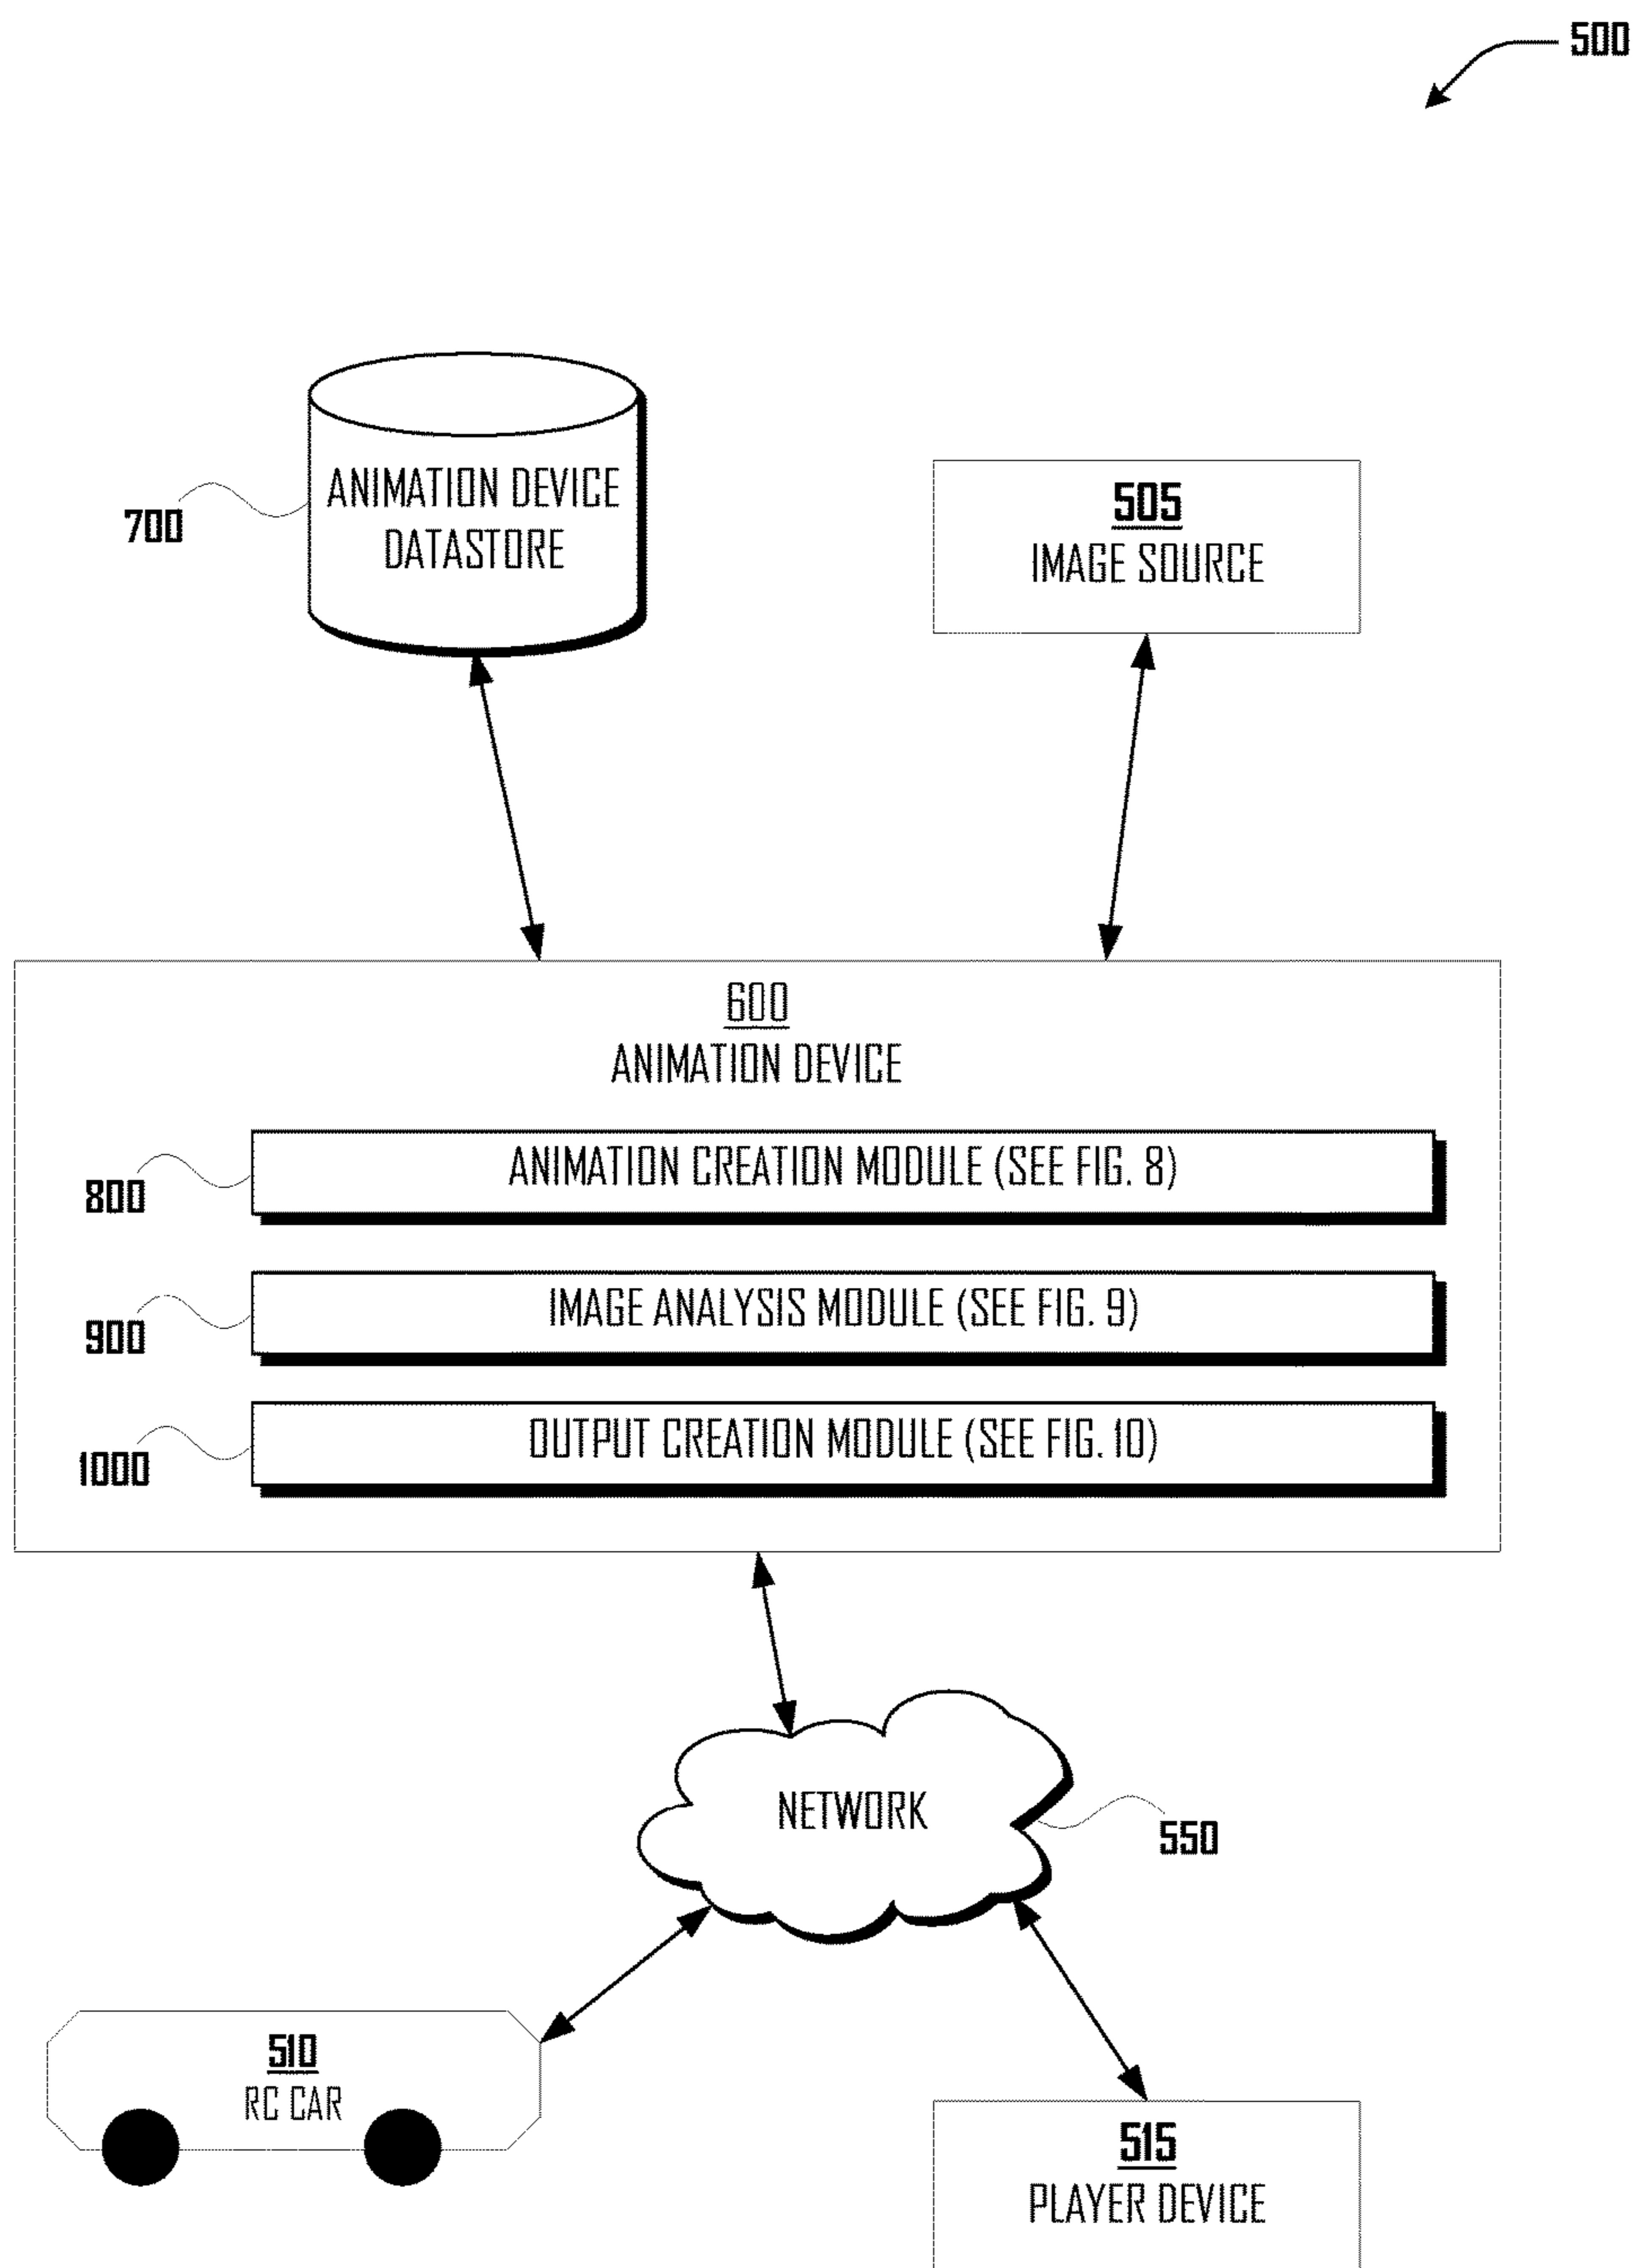 500
ANIMATION DEVICE
DATASTORE
700
505
IMAGE SOURCE
600
ANIMATION DEVICE
ANIMATION CREATION MODULE (SEE FIG. 8)
800
IMAGE ANALYSIS MODULE (SEE FIG. 9)
900
OUTPUT CREATION MODULE (SEE FIG. 10)
1000
NETWORK
550
510
RC CAR
515
PLAYER DEVICE